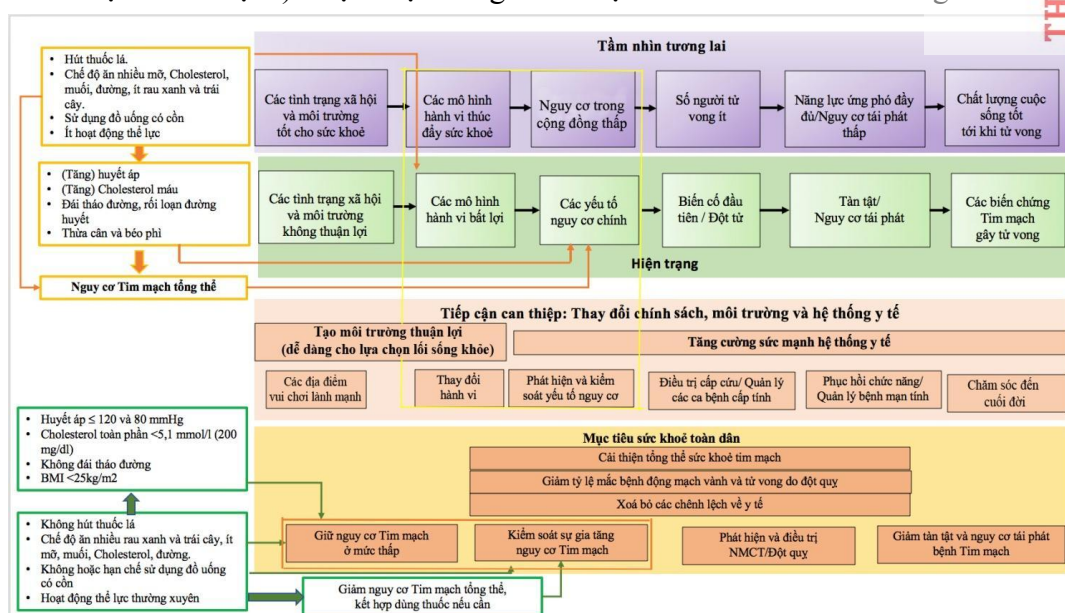 TH
Hút thuốc lá.
Chế độ ăn nhiều mỡ, Cholesterol,
muối, đường, ít rau xanh và trái
cây.
Sử dụng đồ uống có cồn
Ít hoạt động thể lực
(Tăng) huyết áp
(Tăng) Cholesterol máu
Đái tháo đường, rối loạn đường
huyết
Thừa cân và béo phì
Nguy cơ Tim mạch tổng thể
Tầm nhìn tương lai
Các tình trạng xã hội
và môi trường
tốt cho sức khoẻ
Các mô hình
hành vi thúc
đẩy sức khoẻ
Nguy cơ trong
cộng đồng thấp
Số người tử
vong ít
Năng lực ứng phó đầy
đủ/Nguy cơ tái phát
thấp
Chất lượng cuộc
sống tốt
tới khi tử vong
Các tình trạng xã hội
và môi trường
không thuận lợi
Các mô hình
hành vi bất lợi
Các yếu tố
nguy cơ chính
Biến cố đầu
tiên / Đột tử
Tàn tật/
Nguy cơ tái phát
Các biến chứng
Tim mạch
gây tử vong
Hiện trạng
Tiếp cận can thiệp: Thay đổi chính sách, môi trường và hệ thống y tế
Tạo môi trường thuận lợi
(dễ dàng cho lựa chọn lối sống khỏe)
Tăng cường sức mạnh hệ thống y tế
Các địa điểm
vui chơi lành mạnh
Thay đổi
hành vi
Phát hiện và kiểm
soát yếu tố nguy cơ
Điều trị cấp cứu/ Quản lý
các ca bệnh cấp tính
Phục hồi chức năng/
Quản lý bệnh mạn tính
Chăm sóc đến
cuối đời
Huyết áp ≤ 120 và 80 mmHg
Cholesterol toàn phần <5,1 mmol/l (200
mg/dl)
Không đái tháo đường
BMI <25kg/m2
Không hút thuốc lá
Chế độ ăn nhiều rau xanh và trái cây, ít
mỡ, muối, Cholesterol, đường.
Không hoặc hạn chế sử dụng đồ uống
có cồn
Hoạt động thể lực thường xuyên
Mục tiêu sức khoẻ toàn dân
Cải thiện tổng thể sức khoẻ tim mạch
Giảm tỷ lệ mắc bệnh động mạch vành và tử vong do đột quỵ
Xoá bỏ các chênh lệch về y tế
Giữ nguy cơ Tim mạch
ở mức thấp
Kiểm soát sự gia tăng
nguy cơ Tim mạch
Phát hiện và điều trị
NMCT/Đột quỵ
Giảm tàn tật và nguy cơ tái phát
bệnh Tim mạch
Giảm nguy cơ Tim mạch tổng thể,
kết hợp dùng thuốc nếu cần